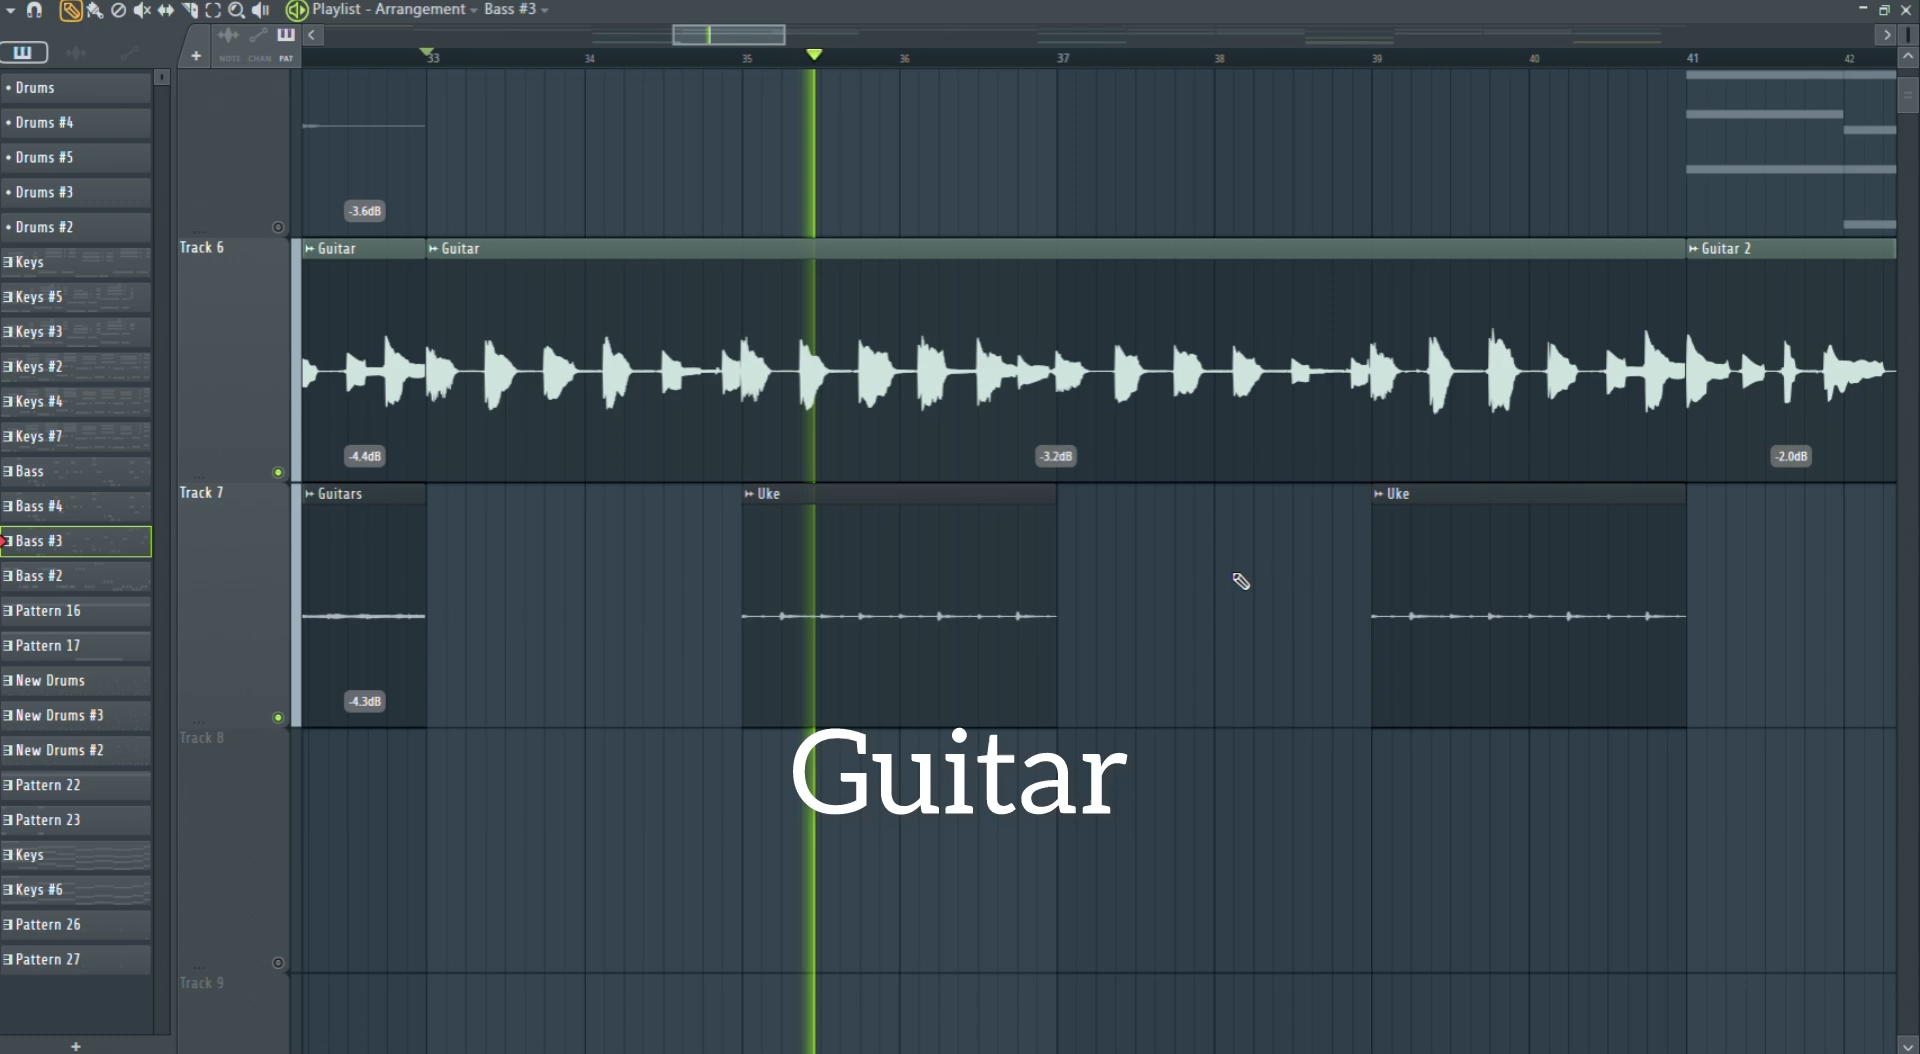 Playlist - Arrangement Bass #3
NOTE CHAN PAT
33 34 35 36 37 38 39 40 41 42
Drums
Drums #4
Drums #5
Drums #3
Drums #2
Keys
Keys #5
Keys #3
Keys #2
Keys #4
Keys #7
Bass
Bass #4
Bass #3
Bass #2
Pattern 16
Pattern 17
New Drums
New Drums #3
New Drums #2
Pattern 22
Pattern 23
Keys
Keys #6
Pattern 26
Pattern 27
-3.6dB
Track 6
Guitar
Guitar
Guitar 2
-4.4dB
-3.2dB
-2.0dB
Track 7
Guitars
Uke
Uke
-4.3dB
Track 8
Guitar
Track 9